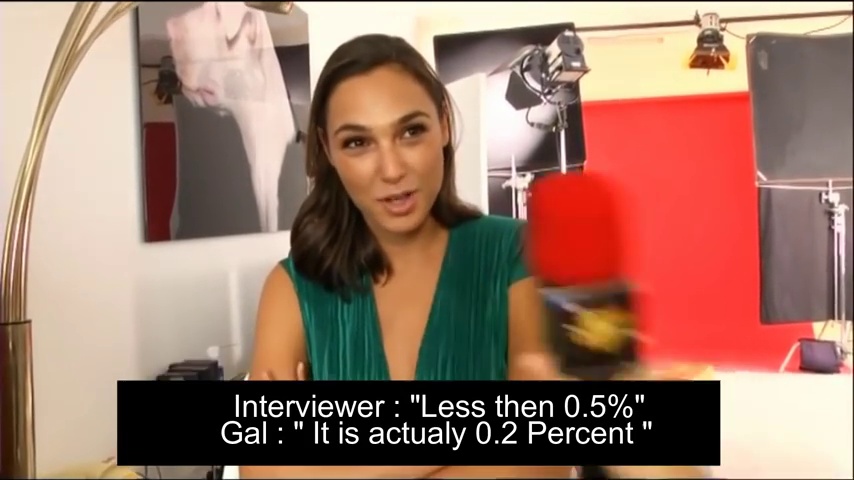 Interviewer : "Less then 0.5%"
Gal : " It is actualy 0.2 Percent "